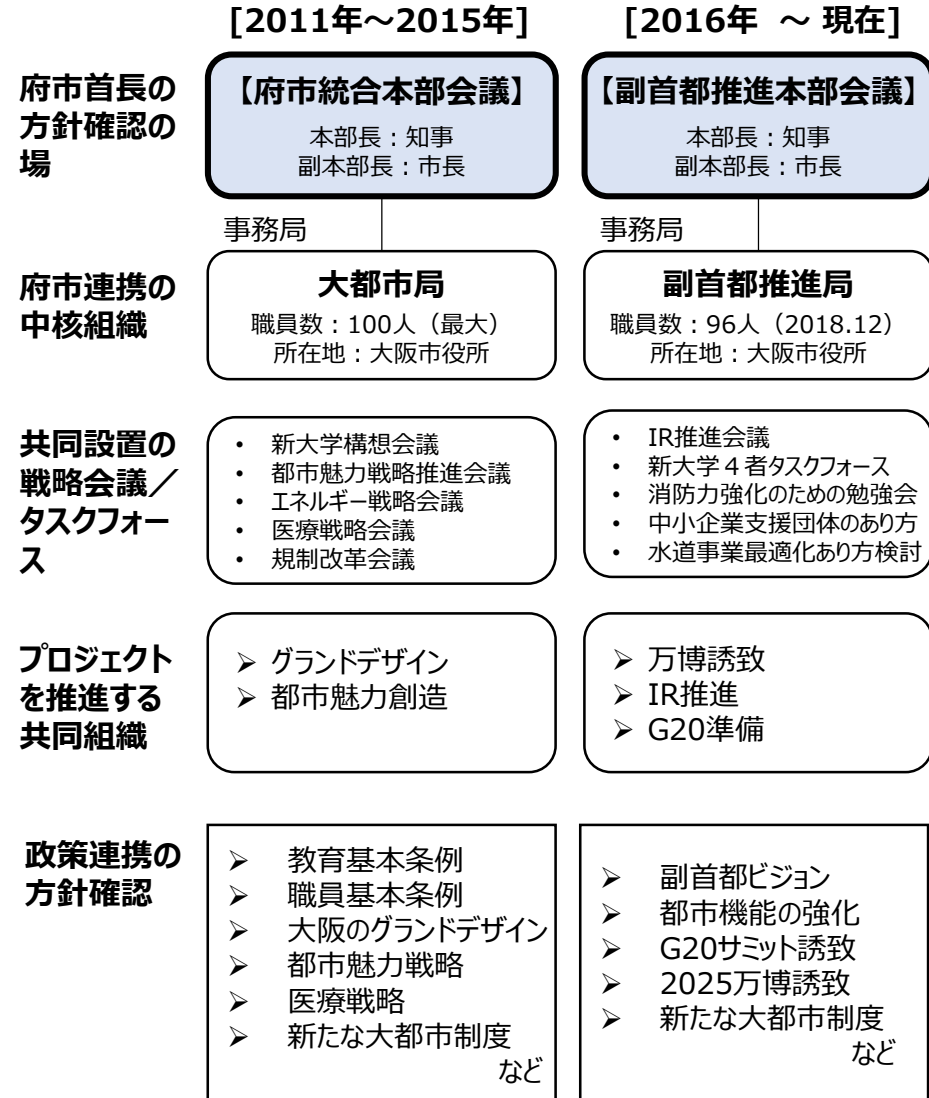 [2011年～2015年]
[2016年 ～ 現在]
府市首長の
方針確認の
場
【府市統合本部会議】
本部長：知事
副本部長：市長
【副首都推進本部会議】
本部長：知事
副本部長：市長
事務局
事務局
府市連携の
中核組織
大都市局
職員数：100人（最大）
所在地：大阪市役所
副首都推進局
職員数：96人（2018.12）
所在地：大阪市役所
共同設置の
戦略会議／
タスクフォー
ス
• 新大学構想会議
• 都市魅力戦略推進会議
• エネルギー戦略会議
• 医療戦略会議
• 規制改革会議
• IR推進会議
• 新大学４者タスクフォース
• 消防力強化のための勉強会
• 中小企業支援団体のあり方
• 水道事業最適化あり方検討
プロジェクト
を推進する
共同組織
➢ グランドデザイン
➢ 都市魅力創造
➢ 万博誘致
➢ IR推進
➢ G20準備
政策連携の
方針確認
➢ 教育基本条例
➢ 職員基本条例
➢ 大阪のグランドデザイン
➢ 都市魅力戦略
➢ 医療戦略
➢ 新たな大都市制度
など
➢ 副首都ビジョン
➢ 都市機能の強化
➢ G20サミット誘致
➢ 2025万博誘致
➢ 新たな大都市制度
など